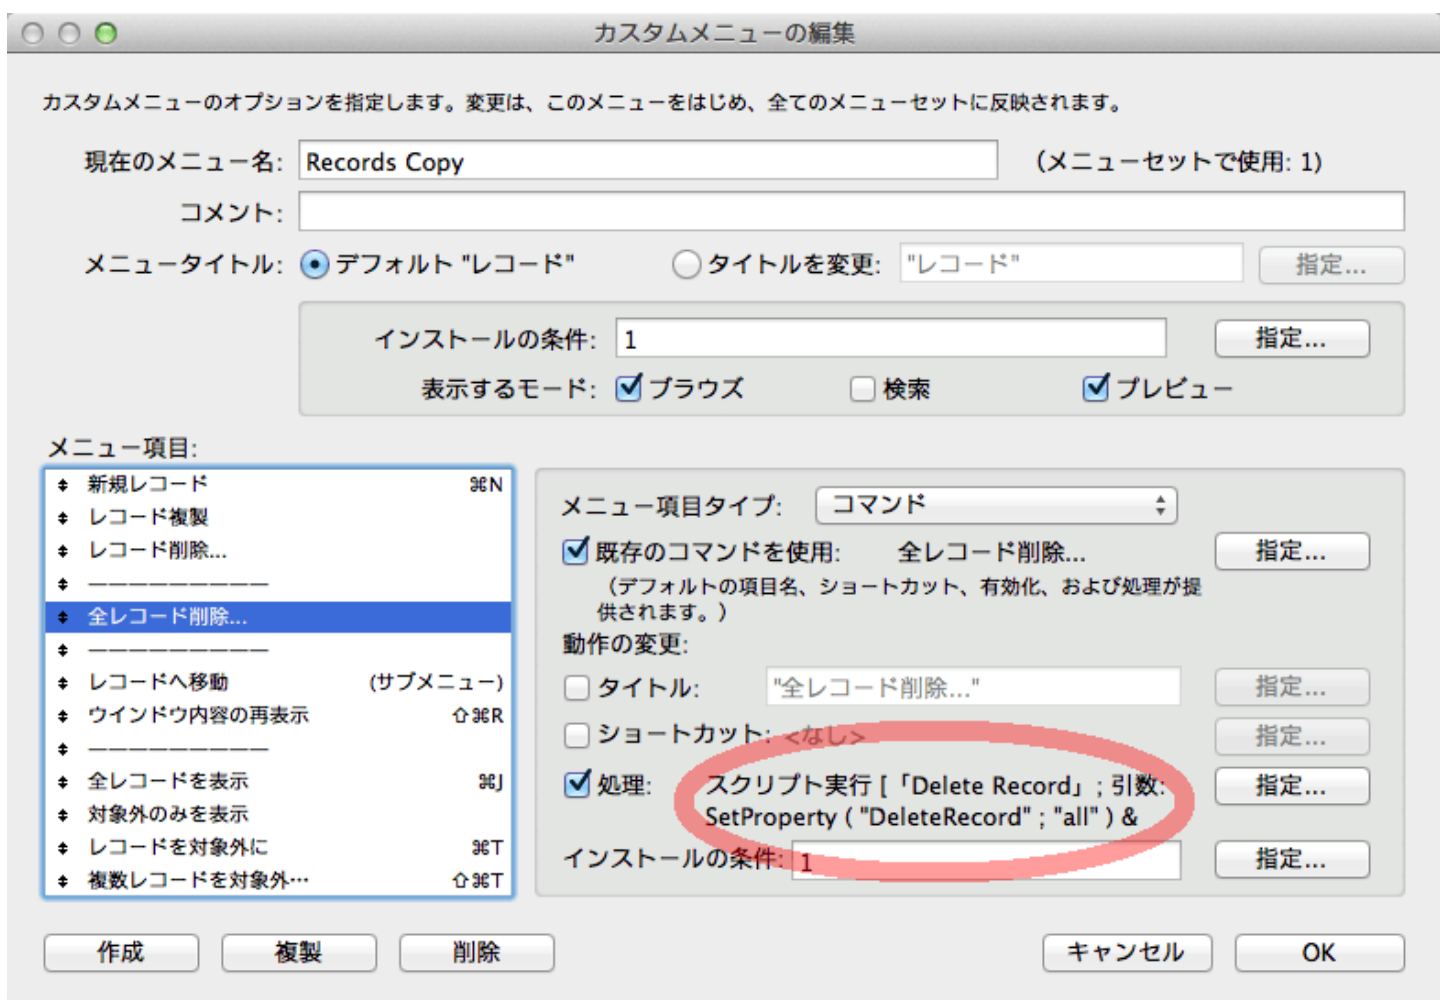 カスタムメニューの編集
カスタムメニューのオプションを指定します。変更は、このメニューをはじめ、全てのメニューセットに反映されます。
現在のメニュー名: Records Copy (メニューセットで使用: 1)
コメント:
メニュータイトル: デフォルト "レコード" タイトルを変更: "レコード" 指定...
インストールの条件: 1 指定...
表示するモード: ブラウズ 検索 プレビュー
メニュー項目:
新規レコード ⌘N
レコード複製
レコード削除...
—————————
全レコード削除...
—————————
レコードへ移動 (サブメニュー)
ウインドウ内容の再表示 ⇧⌘R
—————————
全レコードを表示 ⌘J
対象外のみを表示
レコードを対象外に ⌘T
複数レコードを対象外… ⇧⌘T
メニュー項目タイプ: コマンド
既存のコマンドを使用: 全レコード削除... 指定...
(デフォルトの項目名、ショートカット、有効化、および処理が提
供されます。)
動作の変更:
タイトル: "全レコード削除..." 指定...
ショートカット: <なし> 指定...
処理: スクリプト実行 [「Delete Record」; 引数: 指定...
SetProperty ( "DeleteRecord" ; "all" ) &
インストールの条件: 1 指定...
作成 複製 削除 キャンセル OK